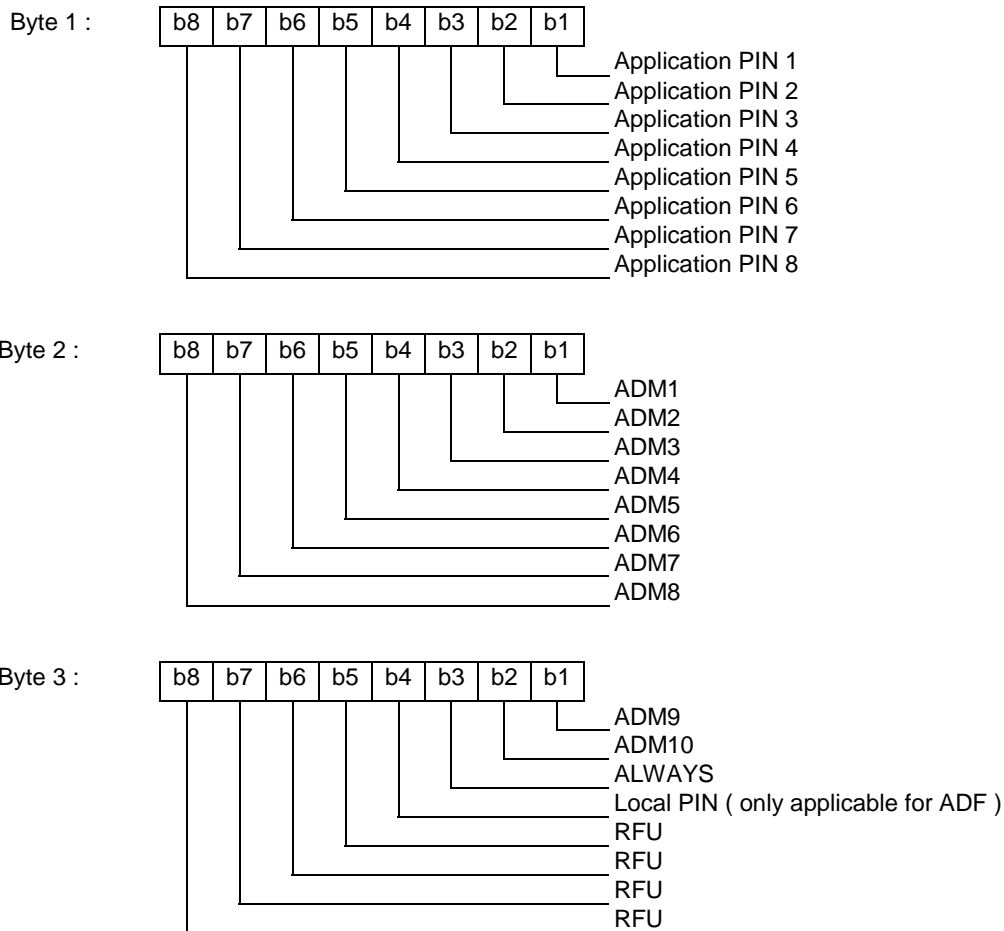 Byte 1 :
b8 b7 b6 b5 b4 b3 b2 b1
Application PIN 1
Application PIN 2
Application PIN 3
Application PIN 4
Application PIN 5
Application PIN 6
Application PIN 7
Application PIN 8
Byte 2 :
b8 b7 b6 b5 b4 b3 b2 b1
ADM1
ADM2
ADM3
ADM4
ADM5
ADM6
ADM7
ADM8
Byte 3 :
b8 b7 b6 b5 b4 b3 b2 b1
ADM9
ADM10
ALWAYS
Local PIN ( only applicable for ADF )
RFU
RFU
RFU
RFU